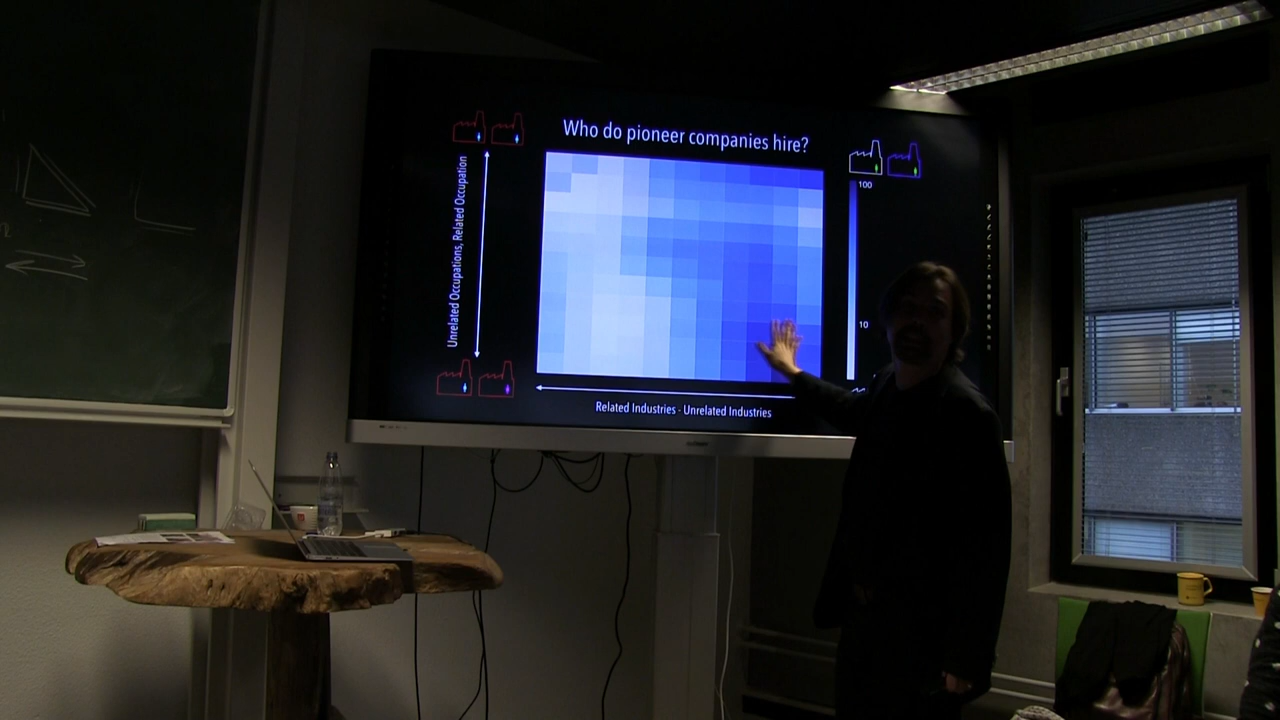 Who do pioneer companies hire?
Unrelated Occupations, Related Occupation
100
10
Related Industries - Unrelated Industries